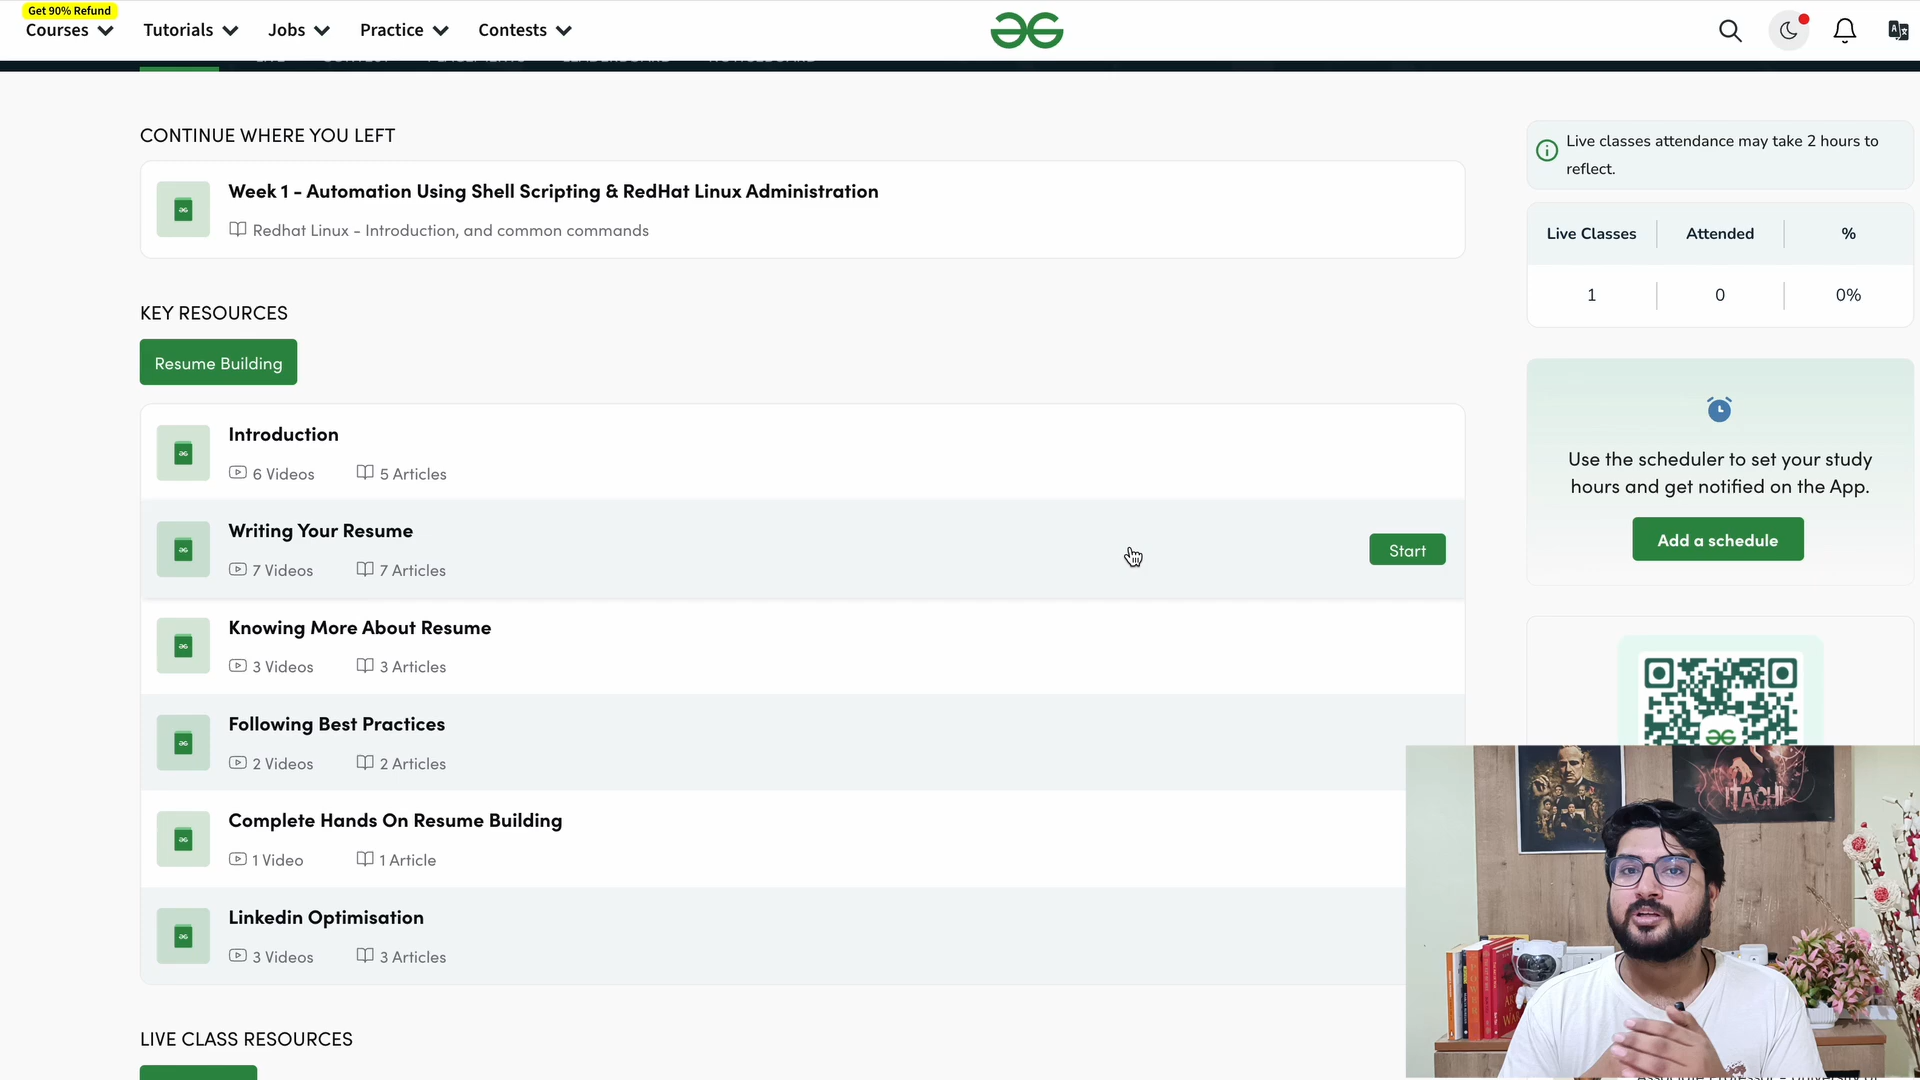 Get 90% Refund
Courses
Tutorials
Jobs
Practice
Contests
CONTINUE WHERE YOU LEFT
Week 1 - Automation Using Shell Scripting & RedHat Linux Administration
Redhat Linux - Introduction, and common commands
KEY RESOURCES
Resume Building
Introduction
6 Videos
5 Articles
Writing Your Resume
7 Videos
7 Articles
Start
Knowing More About Resume
3 Videos
3 Articles
Following Best Practices
2 Videos
2 Articles
Complete Hands On Resume Building
1 Video
1 Article
Linkedin Optimisation
3 Videos
3 Articles
LIVE CLASS RESOURCES
Live classes attendance may take 2 hours to
reflect.
Live Classes
Attended
%
1
0
0%
Use the scheduler to set your study
hours and get notified on the App.
Add a schedule
ITACHI